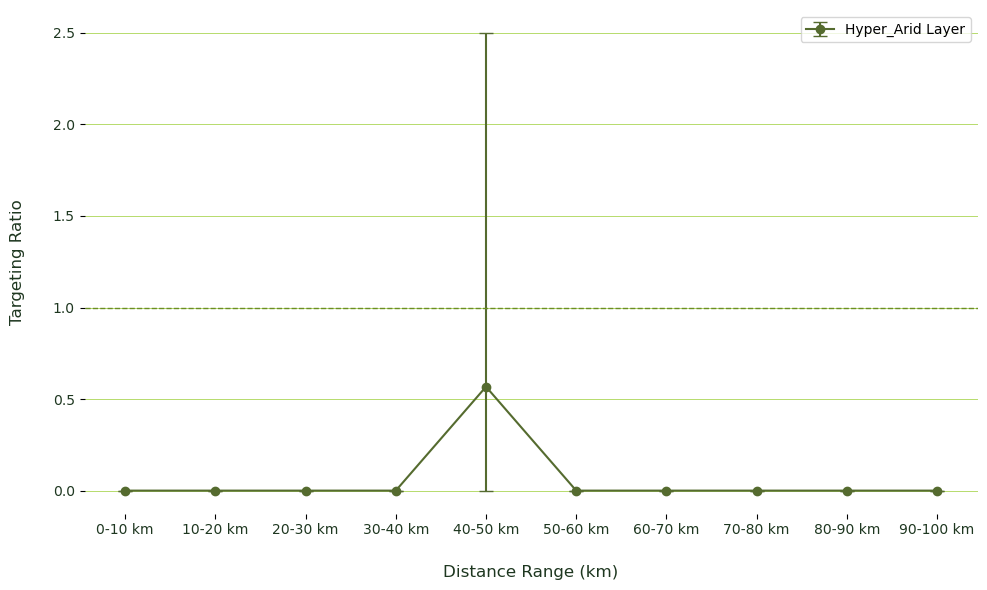 Hyper_Arid Layer
Targeting Ratio
2.5
2.0
1.5
1.0
0.5
0.0
0-10 km 10-20 km 20-30 km 30-40 km 40-50 km 50-60 km 60-70 km 70-80 km 80-90 km 90-100 km
Distance Range (km)